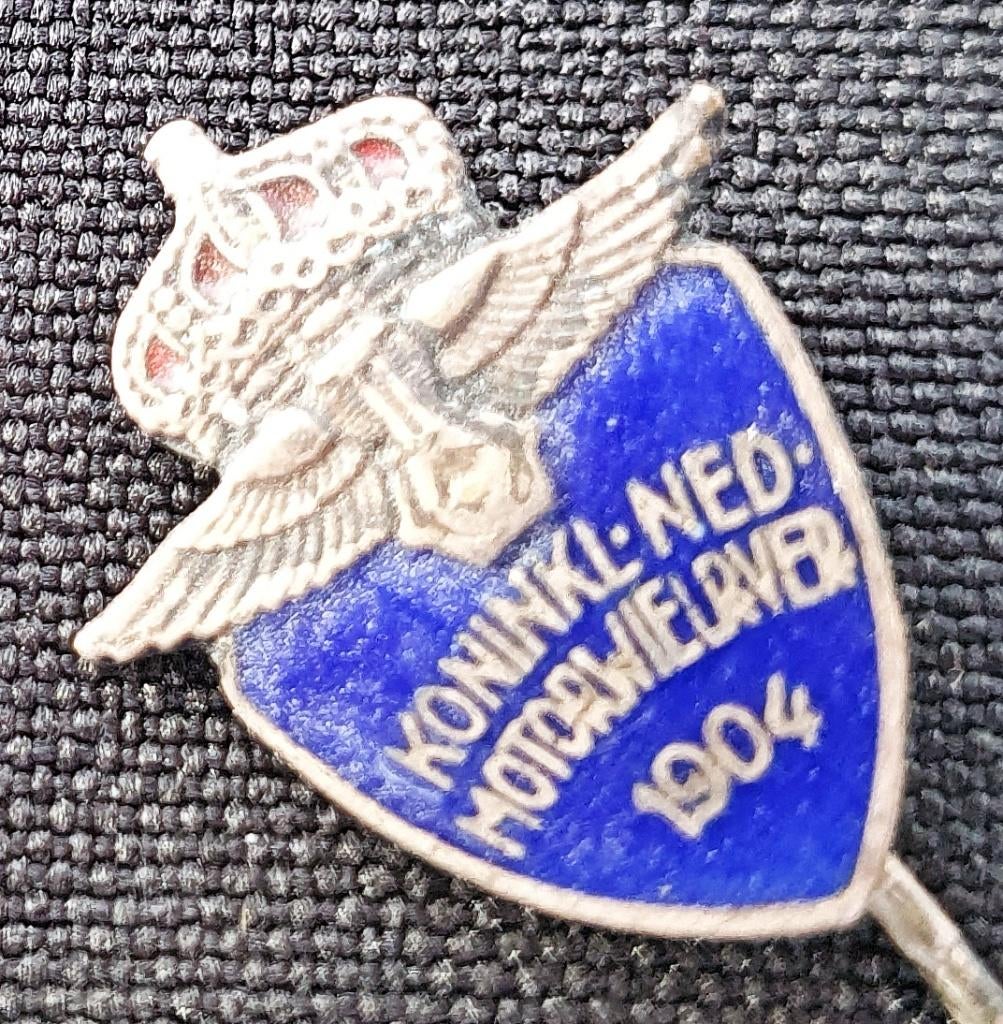 KONINKL·NED·
MOTORWIELRVER
1904